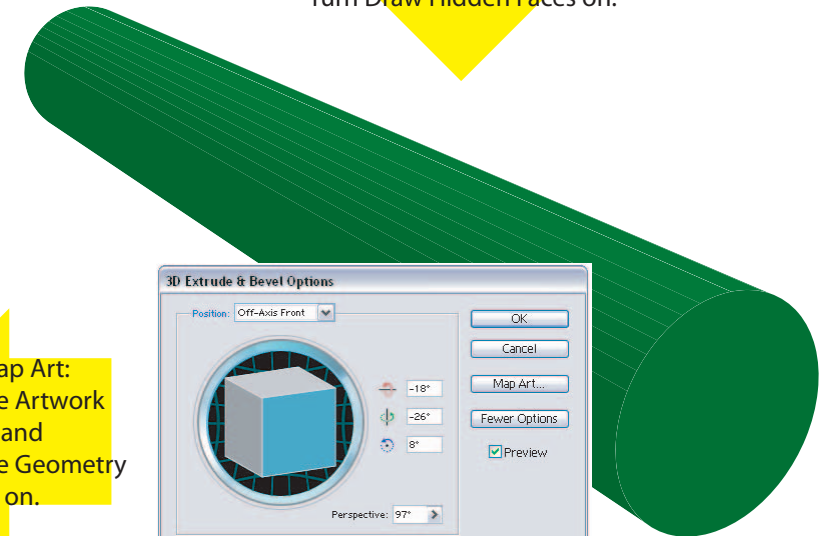 Turn Draw Hidden Faces on.
3D Extrude & Bevel Options
Position: Off-Axis Front
OK
Cancel
Map Art...
Fewer Options
Preview
-18°
-26°
8°
Perspective: 97°
ap Art:
e Artwork
and
e Geometry
on.